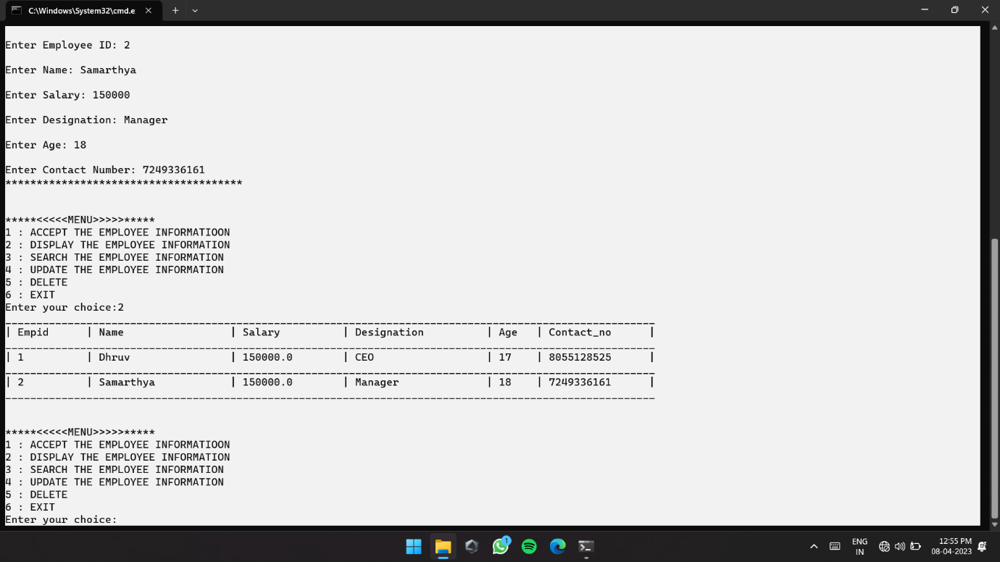 C:\Windows\System32\cmd.e
Enter Employee ID: 2
Enter Name: Samarthya
Enter Salary: 150000
Enter Designation: Manager
Enter Age: 18
Enter Contact Number: 7249336161
**************************************
*****<<<<<MENU>>>>>*****
1 : ACCEPT THE EMPLOYEE INFORMATIOON
2 : DISPLAY THE EMPLOYEE INFORMATION
3 : SEARCH THE EMPLOYEE INFORMATION
4 : UPDATE THE EMPLOYEE INFORMATION
5 : DELETE
6 : EXIT
Enter your choice:2
| Empid | Name | Salary | Designation | Age | Contact_no |
| 1 | Dhruv | 150000.0 | CEO | 17 | 8055128525 |
| 2 | Samarthya | 150000.0 | Manager | 18 | 7249336161 |
*****<<<<<MENU>>>>>*****
1 : ACCEPT THE EMPLOYEE INFORMATIOON
2 : DISPLAY THE EMPLOYEE INFORMATION
3 : SEARCH THE EMPLOYEE INFORMATION
4 : UPDATE THE EMPLOYEE INFORMATION
5 : DELETE
6 : EXIT
Enter your choice:
1
ENG
IN
12:55 PM
08-04-2023